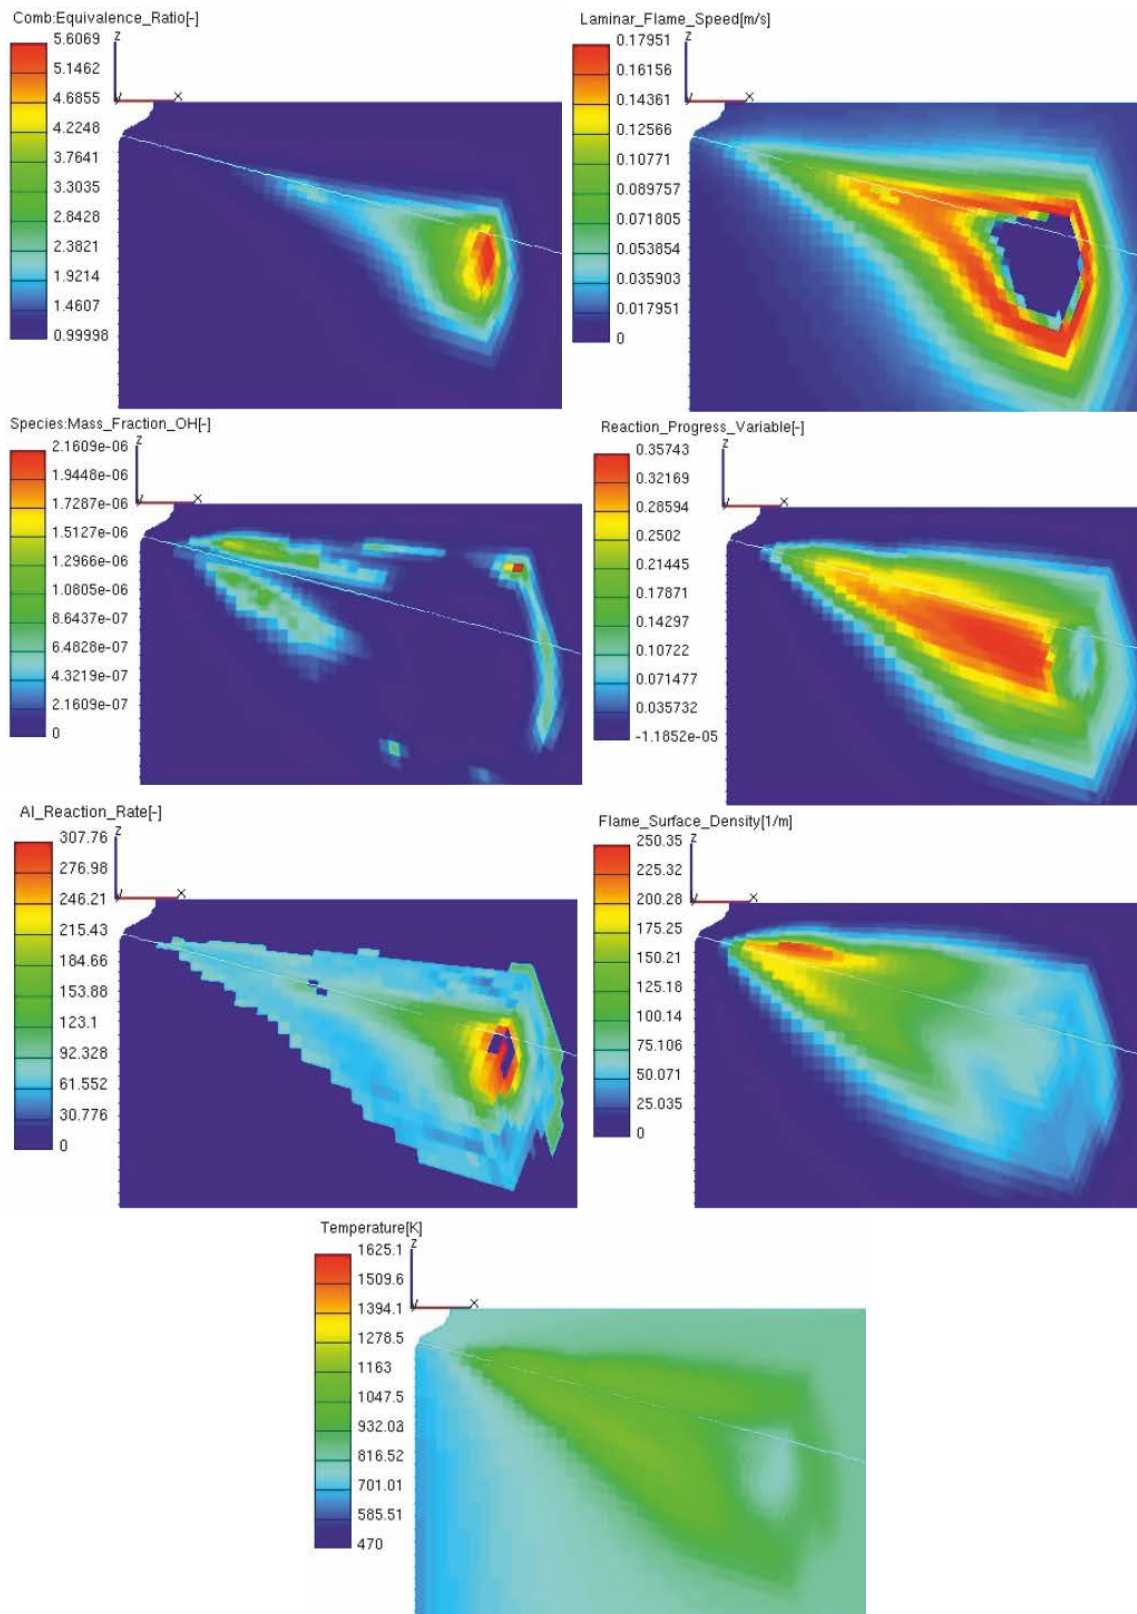 Comb:Equivalence_Ratio[-]
5.6069
5.1462
4.6855
4.2248
3.7641
3.3035
2.8428
2.3821
1.9214
1.4607
0.99998
z
x
Laminar_Flame_Speed[m/s]
0.17951
0.16156
0.14361
0.12566
0.10771
0.089757
0.071805
0.053854
0.035903
0.017951
0
z
x
Species:Mass_Fraction_OH[-]
2.1609e-06
1.9448e-06
1.7287e-06
1.5127e-06
1.2966e-06
1.0805e-06
8.6437e-07
6.4828e-07
4.3219e-07
2.1609e-07
0
z
x
Reaction_Progress_Variable[-]
0.35743
0.32169
0.28594
0.2502
0.21445
0.17871
0.14297
0.10722
0.071477
0.035732
-1.1852e-05
z
x
AI_Reaction_Rate[-]
307.76
276.98
246.21
215.43
184.66
153.88
123.1
92.328
61.552
30.776
0
z
x
Flame_Surface_Density[1/m]
250.35
225.32
200.28
175.25
150.21
125.18
100.14
75.106
50.071
25.035
0
z
x
Temperature[K]
1625.1
1509.6
1394.1
1278.5
1163
1047.5
932.03
816.52
701.01
585.51
470
z
x